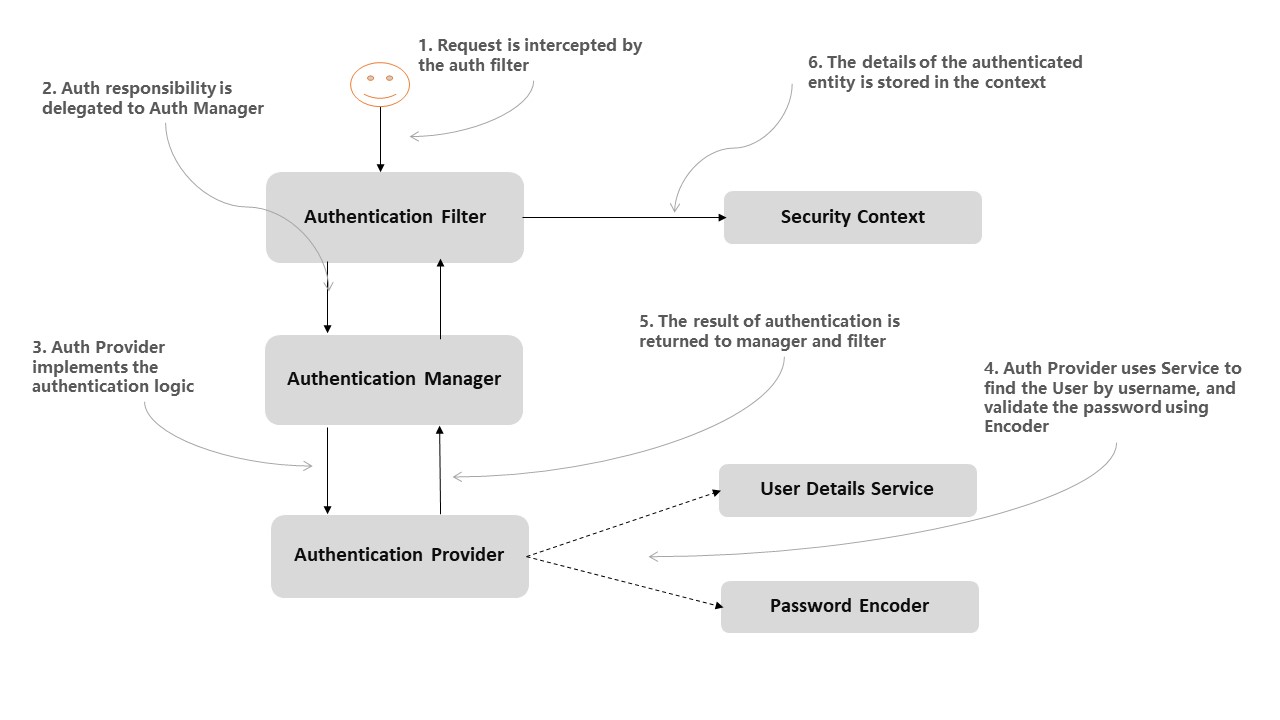 1. Request is intercepted by
the auth filter
6. The details of the authenticated
entity is stored in the context
2. Auth responsibility is
delegated to Auth Manager
Authentication Filter
Security Context
5. The result of authentication is
returned to manager and filter
3. Auth Provider
implements the
authentication logic
Authentication Manager
4. Auth Provider uses Service to
find the User by username, and
validate the password using
Encoder
User Details Service
Authentication Provider
Password Encoder